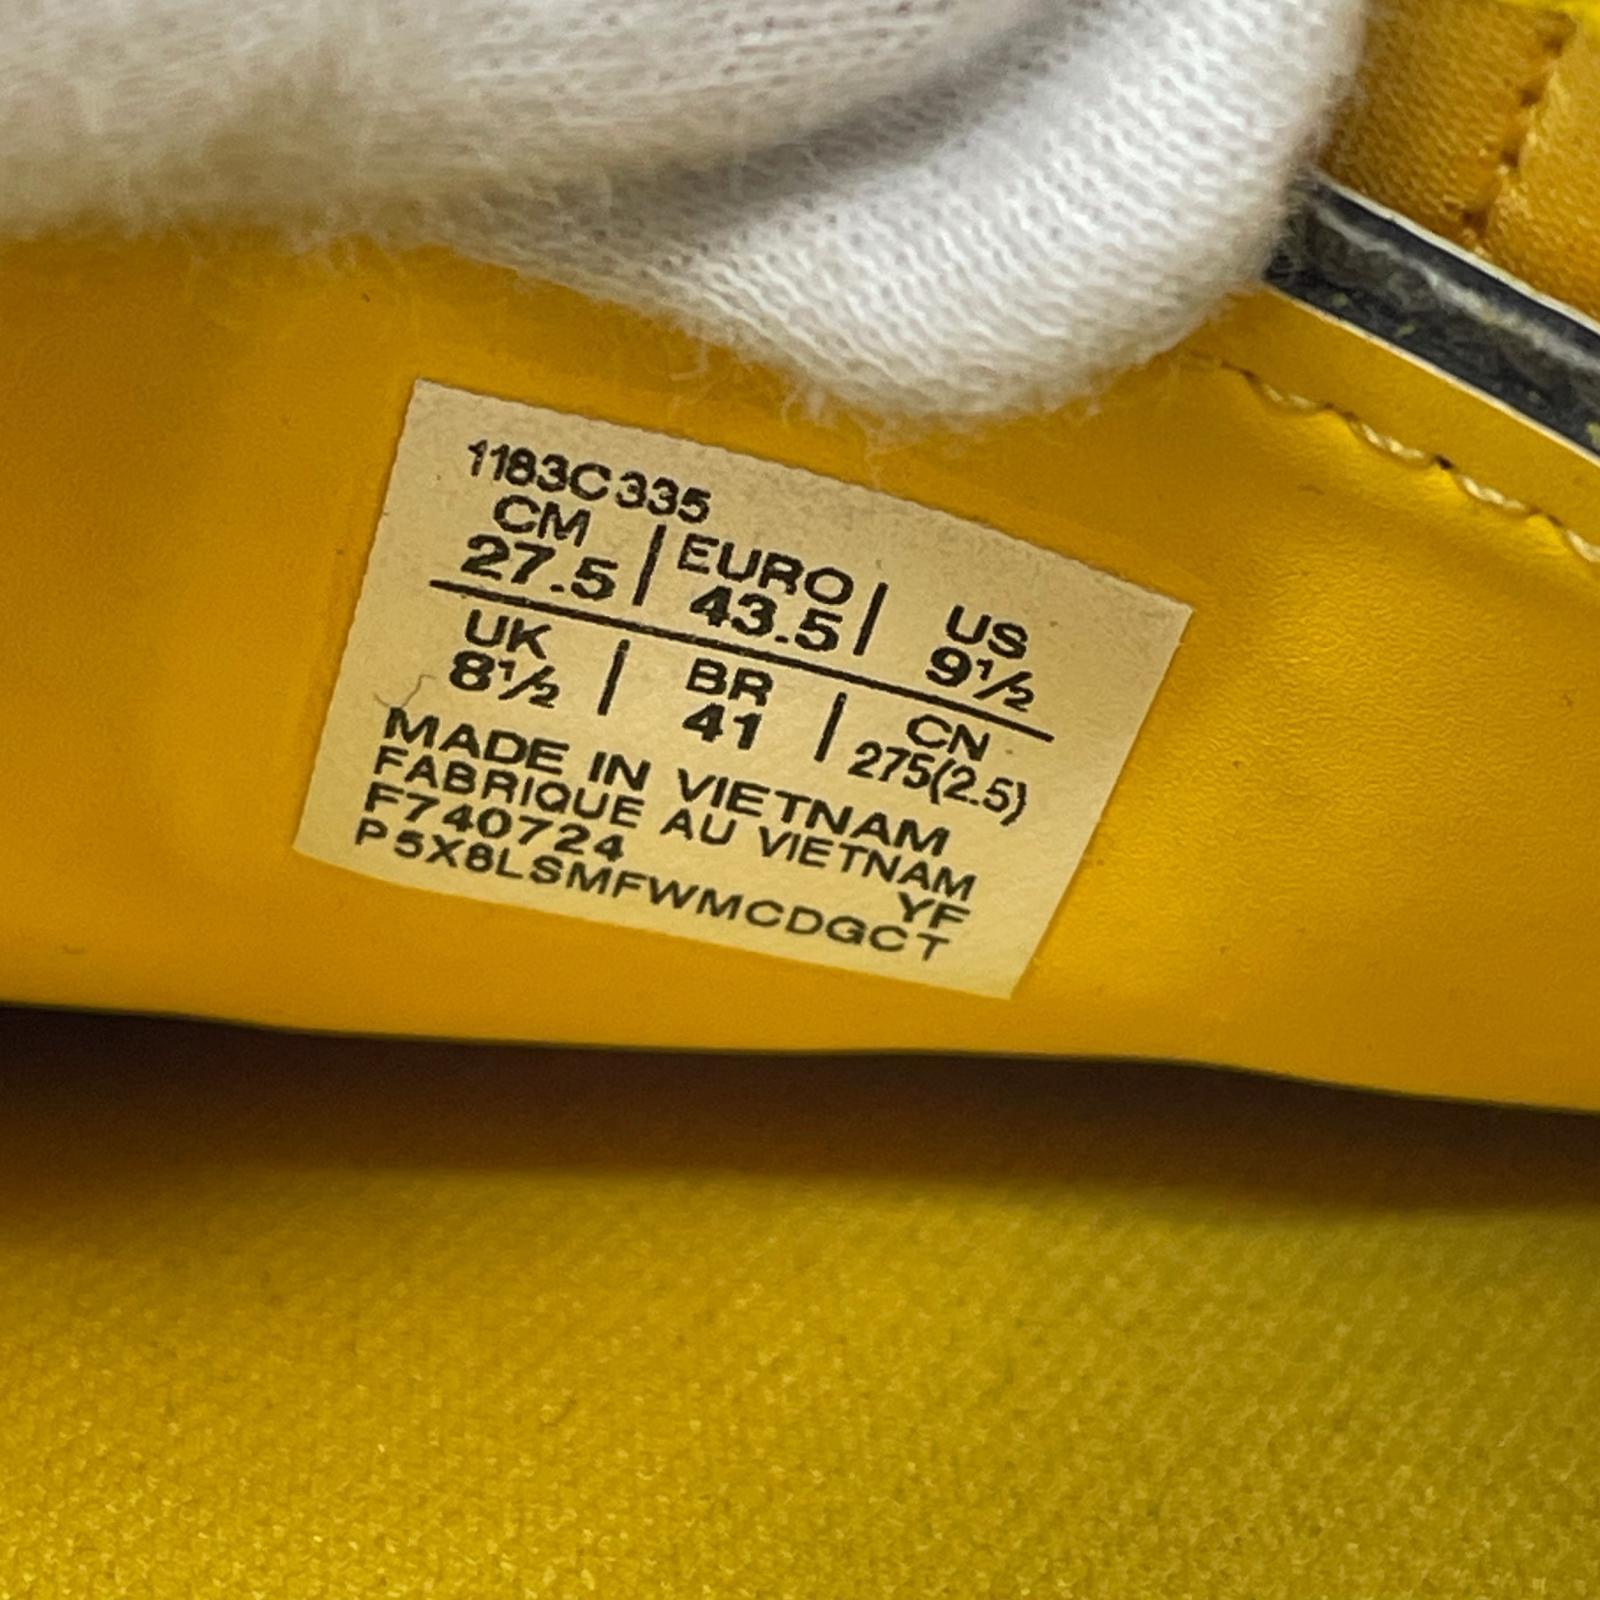 1183C335
CM | EURO | US
27.5 | 43.5 | 9½
UK | BR | CN
8½ | 41 | 275(2.5)
MADE IN VIETNAM
FABRIQUE AU VIETNAM
F740724 YF
P5X8LSMFWMCDGCT